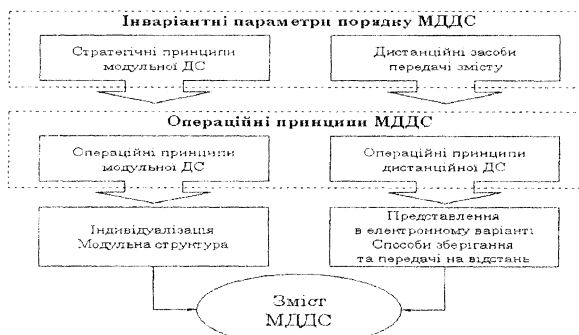 Інваріантні параметри порядку МДДС
Стратегічні принципи
модульної ДС
Дистанційні засоби
передачі змісту
Операційні принципи МДДС
Операційні принципи
модульної ДС
Операційні принципи
дистанційної ДС
Індивідуалізація
Модульна структура
Представлення
в електронному варіанті
Способи зберігання
та передачі на відстань
Зміст
МДДС